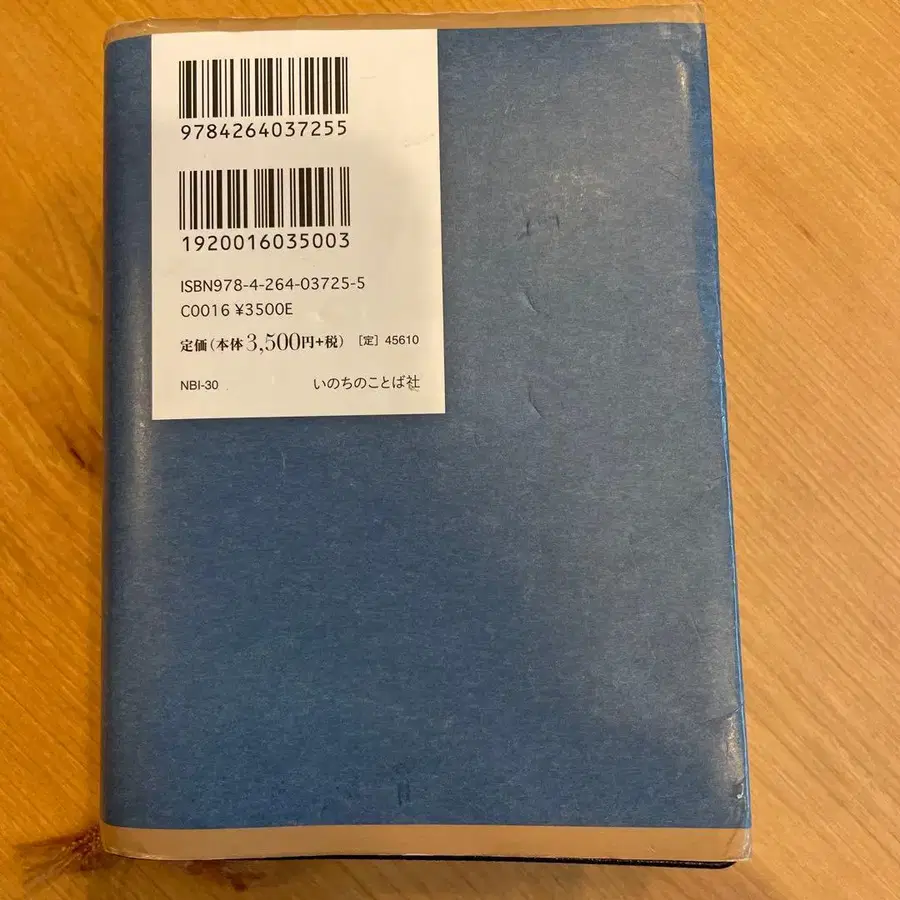 9784264037255
1920016035003
ISBN978-4-264-03725-5
C0016 ¥3500E
定価(本体3,500円+税) [定] 45610
NBI-30 いのちのことば社